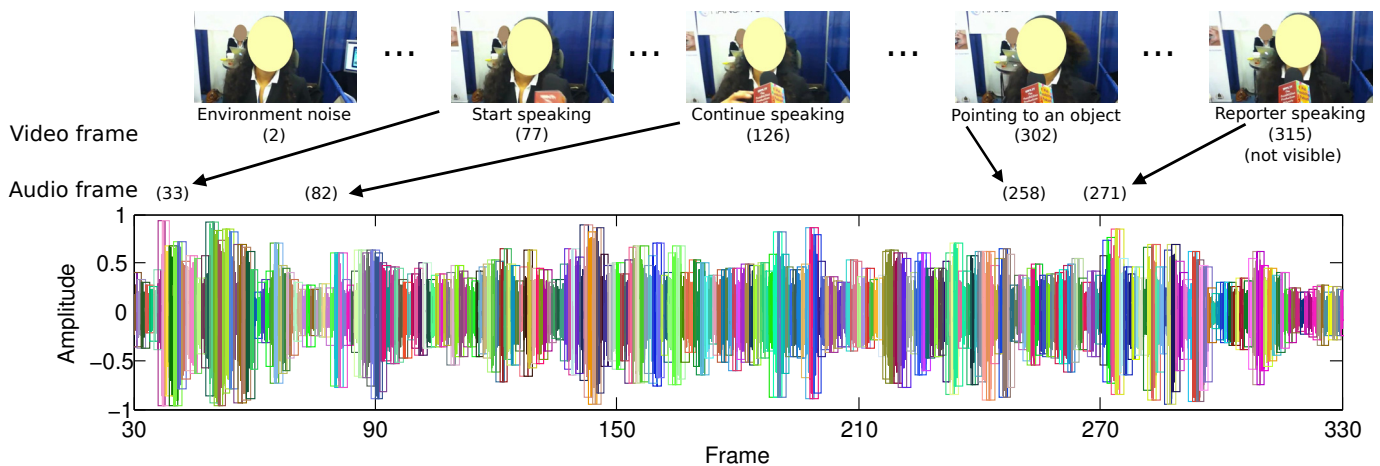 ... ... ... ...
Environment noise Start speaking Continue speaking Pointing to an object Reporter speaking
Video frame (2) (77) (126) (302) (315)
(not visible)
Audio frame (33) (82) (258) (271)
1
0.5
0
−0.5
−1
Amplitude
30 90 150 210 270 330
Frame